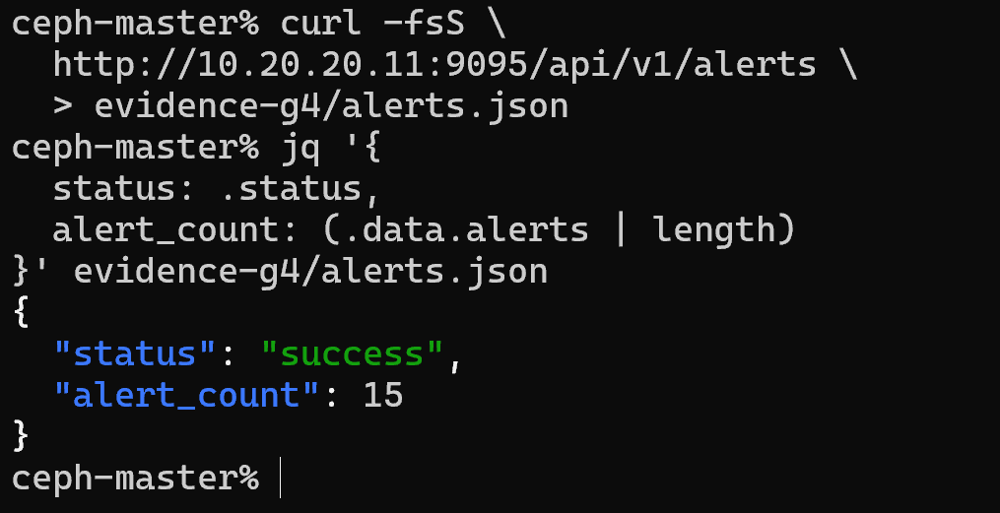 ceph-master% curl -fsS \
  http://10.20.20.11:9095/api/v1/alerts \
  > evidence-g4/alerts.json
ceph-master% jq '{
  status: .status,
  alert_count: (.data.alerts | length)
}' evidence-g4/alerts.json
{
  "status": "success",
  "alert_count": 15
}
ceph-master%